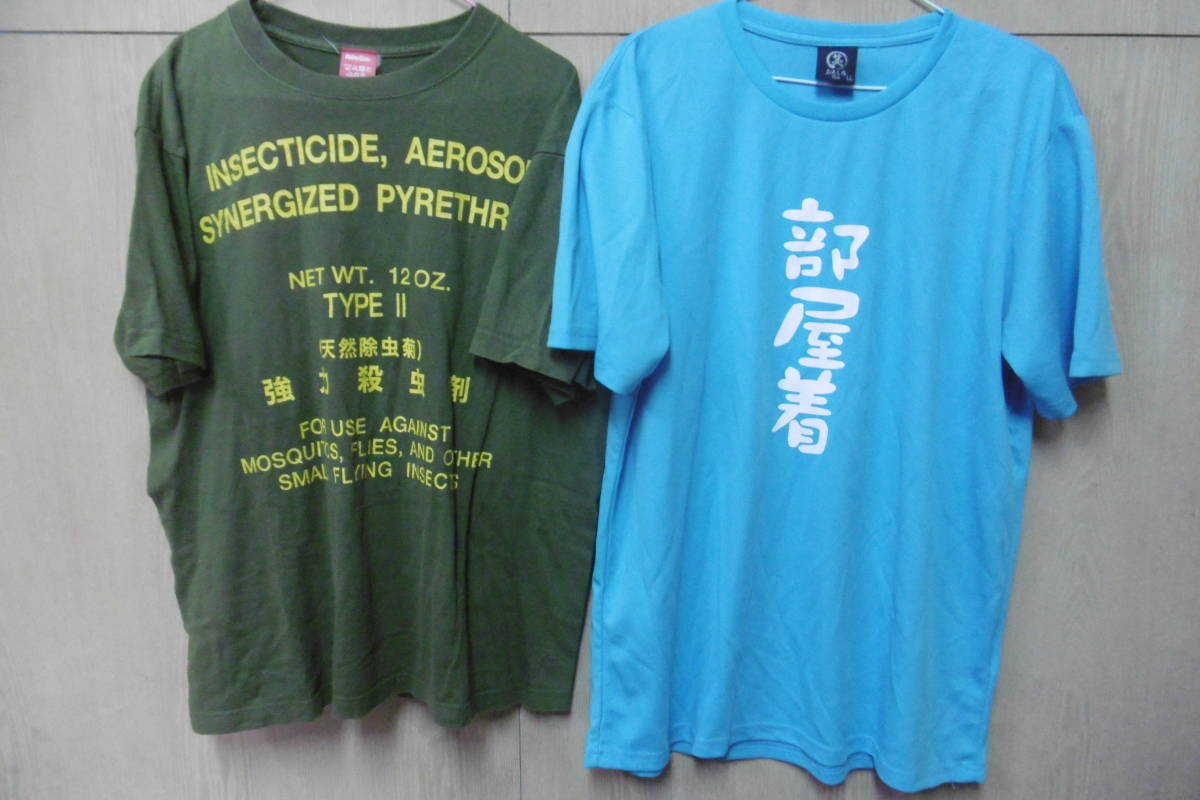 INSECTICIDE, AEROSO
SYNERGIZED PYRETHR
NET WT. 12 OZ.
TYPE II
(天然除虫菊)
強力殺虫剤
FOR USE AGAINST
MOSQUITOS, FLIES, AND OTHER
SMALL FLYING INSECTS
部屋着
LL